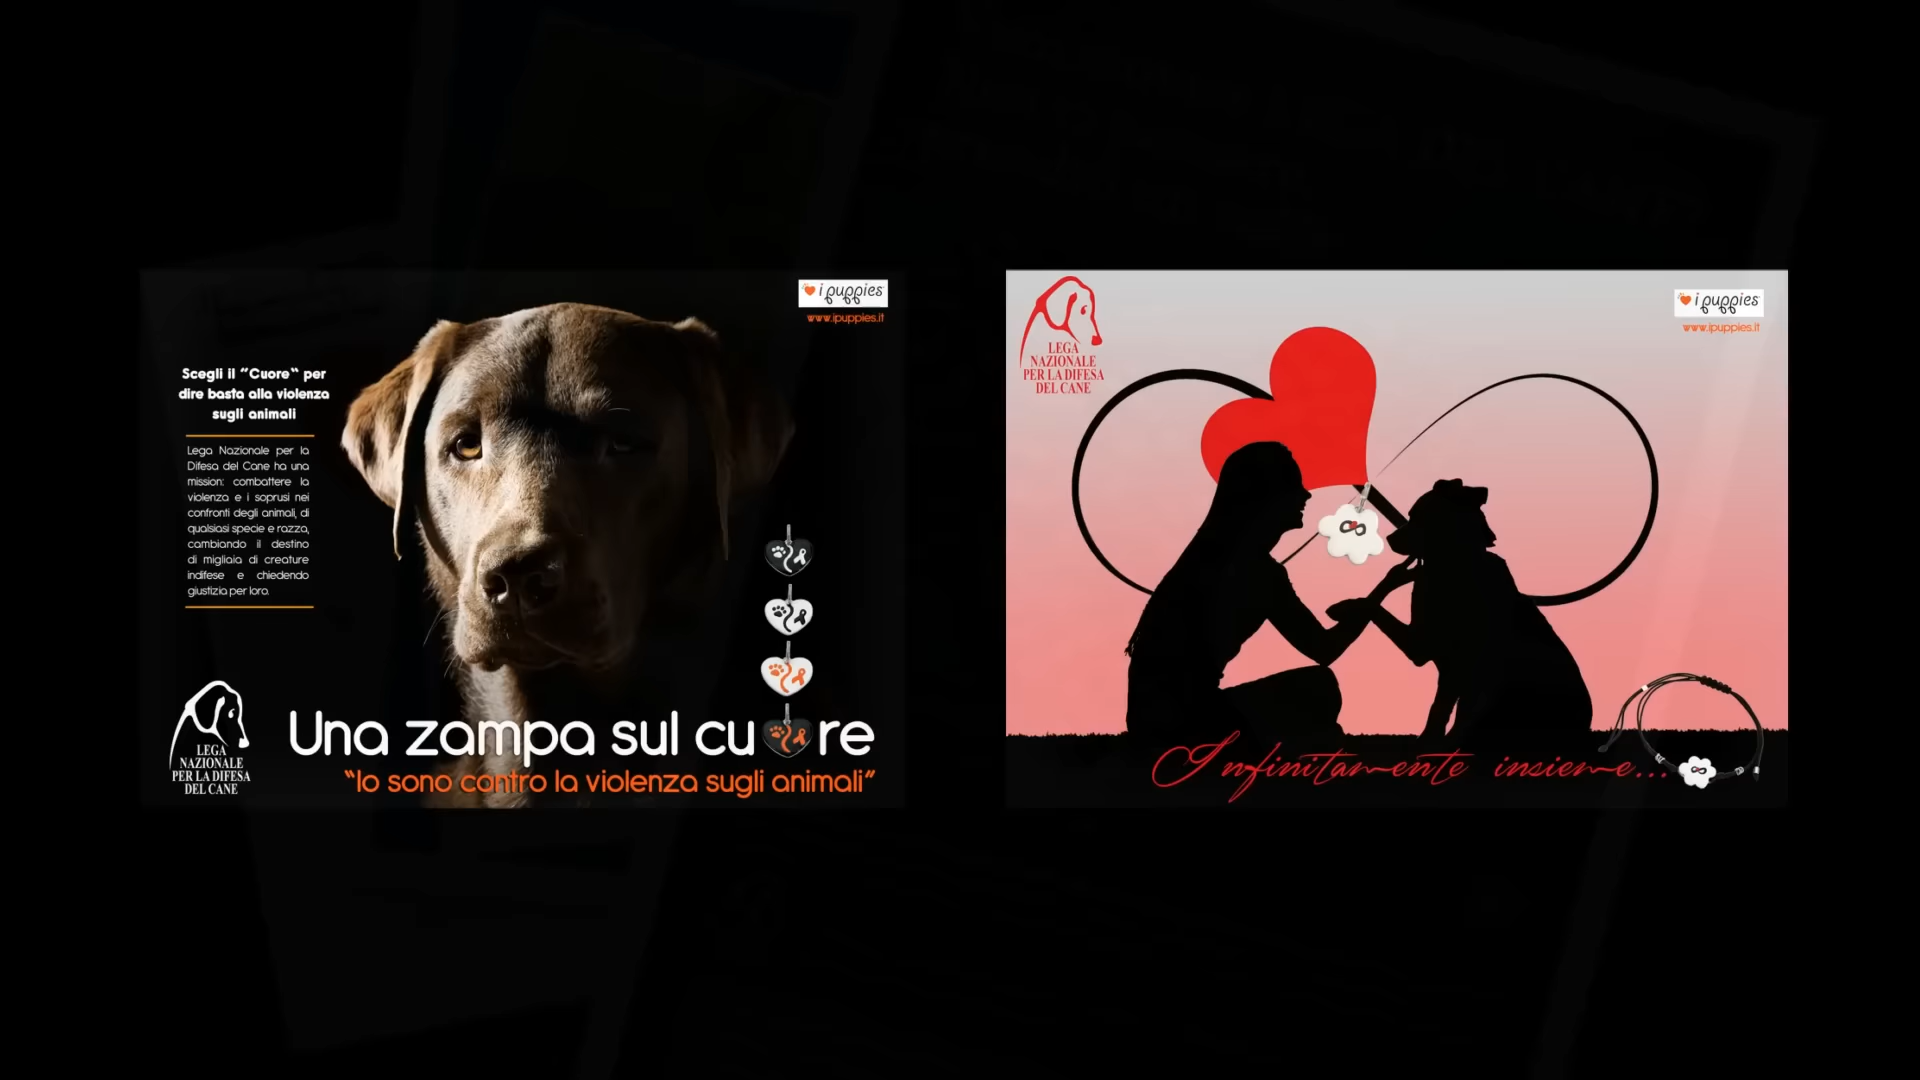 i puppies
www.ipuppies.it
Scegli il "Cuore" per
dire basta alla violenza
sugli animali
Lega Nazionale per la
Difesa del Cane ha una
mission: combattere la
violenza e i soprusi nei
confronti degli animali, di
qualsiasi specie e razza,
cambiando il destino
di migliaia di creature
indifese e chiedendo
giustizia per loro.
LEGA
NAZIONALE
PER LA DIFESA
DEL CANE
Una zampa sul cuore
"Io sono contro la violenza sugli animali"
LEGA
NAZIONALE
PER LA DIFESA
DEL CANE
i puppies
www.ipuppies.it
Infinitamente insieme...